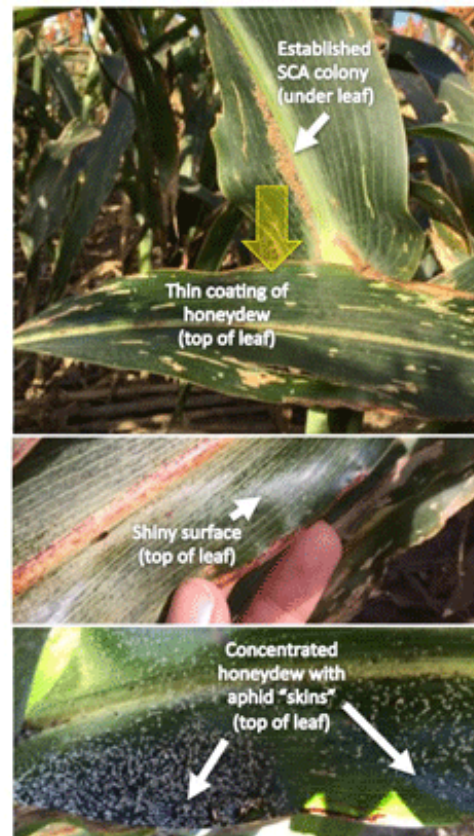 Established
SCA colony
(under leaf)
Thin coating of
honeydew
(top of leaf)
Shiny surface
(top of leaf)
Concentrated
honeydew with
aphid "skins"
(top of leaf)